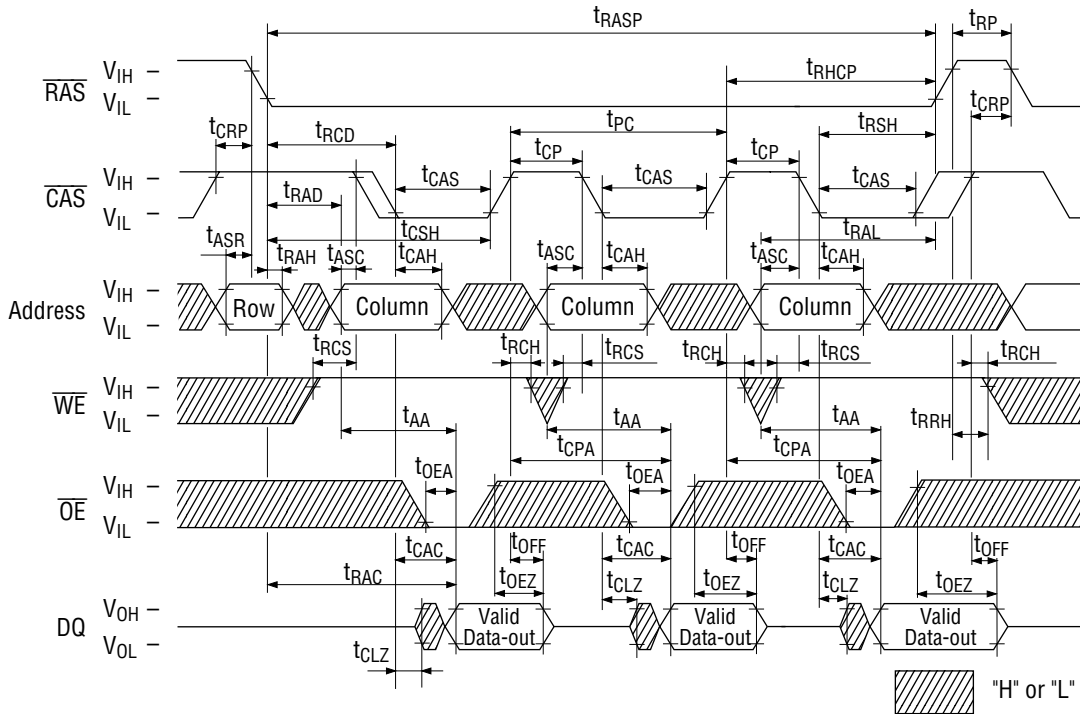 tRASP tRP
VIH
RAS
VIL
tRHCP
tCRP tRCD tPC tRSH tCRP
tCP tCP
VIH
CAS
VIL
tCAS tCAS tCAS
tRAD
tCSH tRAL
tASR tRAH tASC tCAH tASC tCAH tASC tCAH
VIH
Address
VIL
Row Column Column Column
tRCS tRCH tRCS tRCH tRCS tRCH
VIH
WE
VIL
tAA tAA tAA tRRH
tCPA tCPA
tOEA tOEA tOEA
VIH
OE
VIL
tCAC tOFF tCAC tOFF tCAC tOFF
tRAC tOEZ tCLZ tOEZ tCLZ tOEZ
VOH
DQ
VOL
Valid
Data-out
Valid
Data-out
Valid
Data-out
tCLZ
"H" or "L"